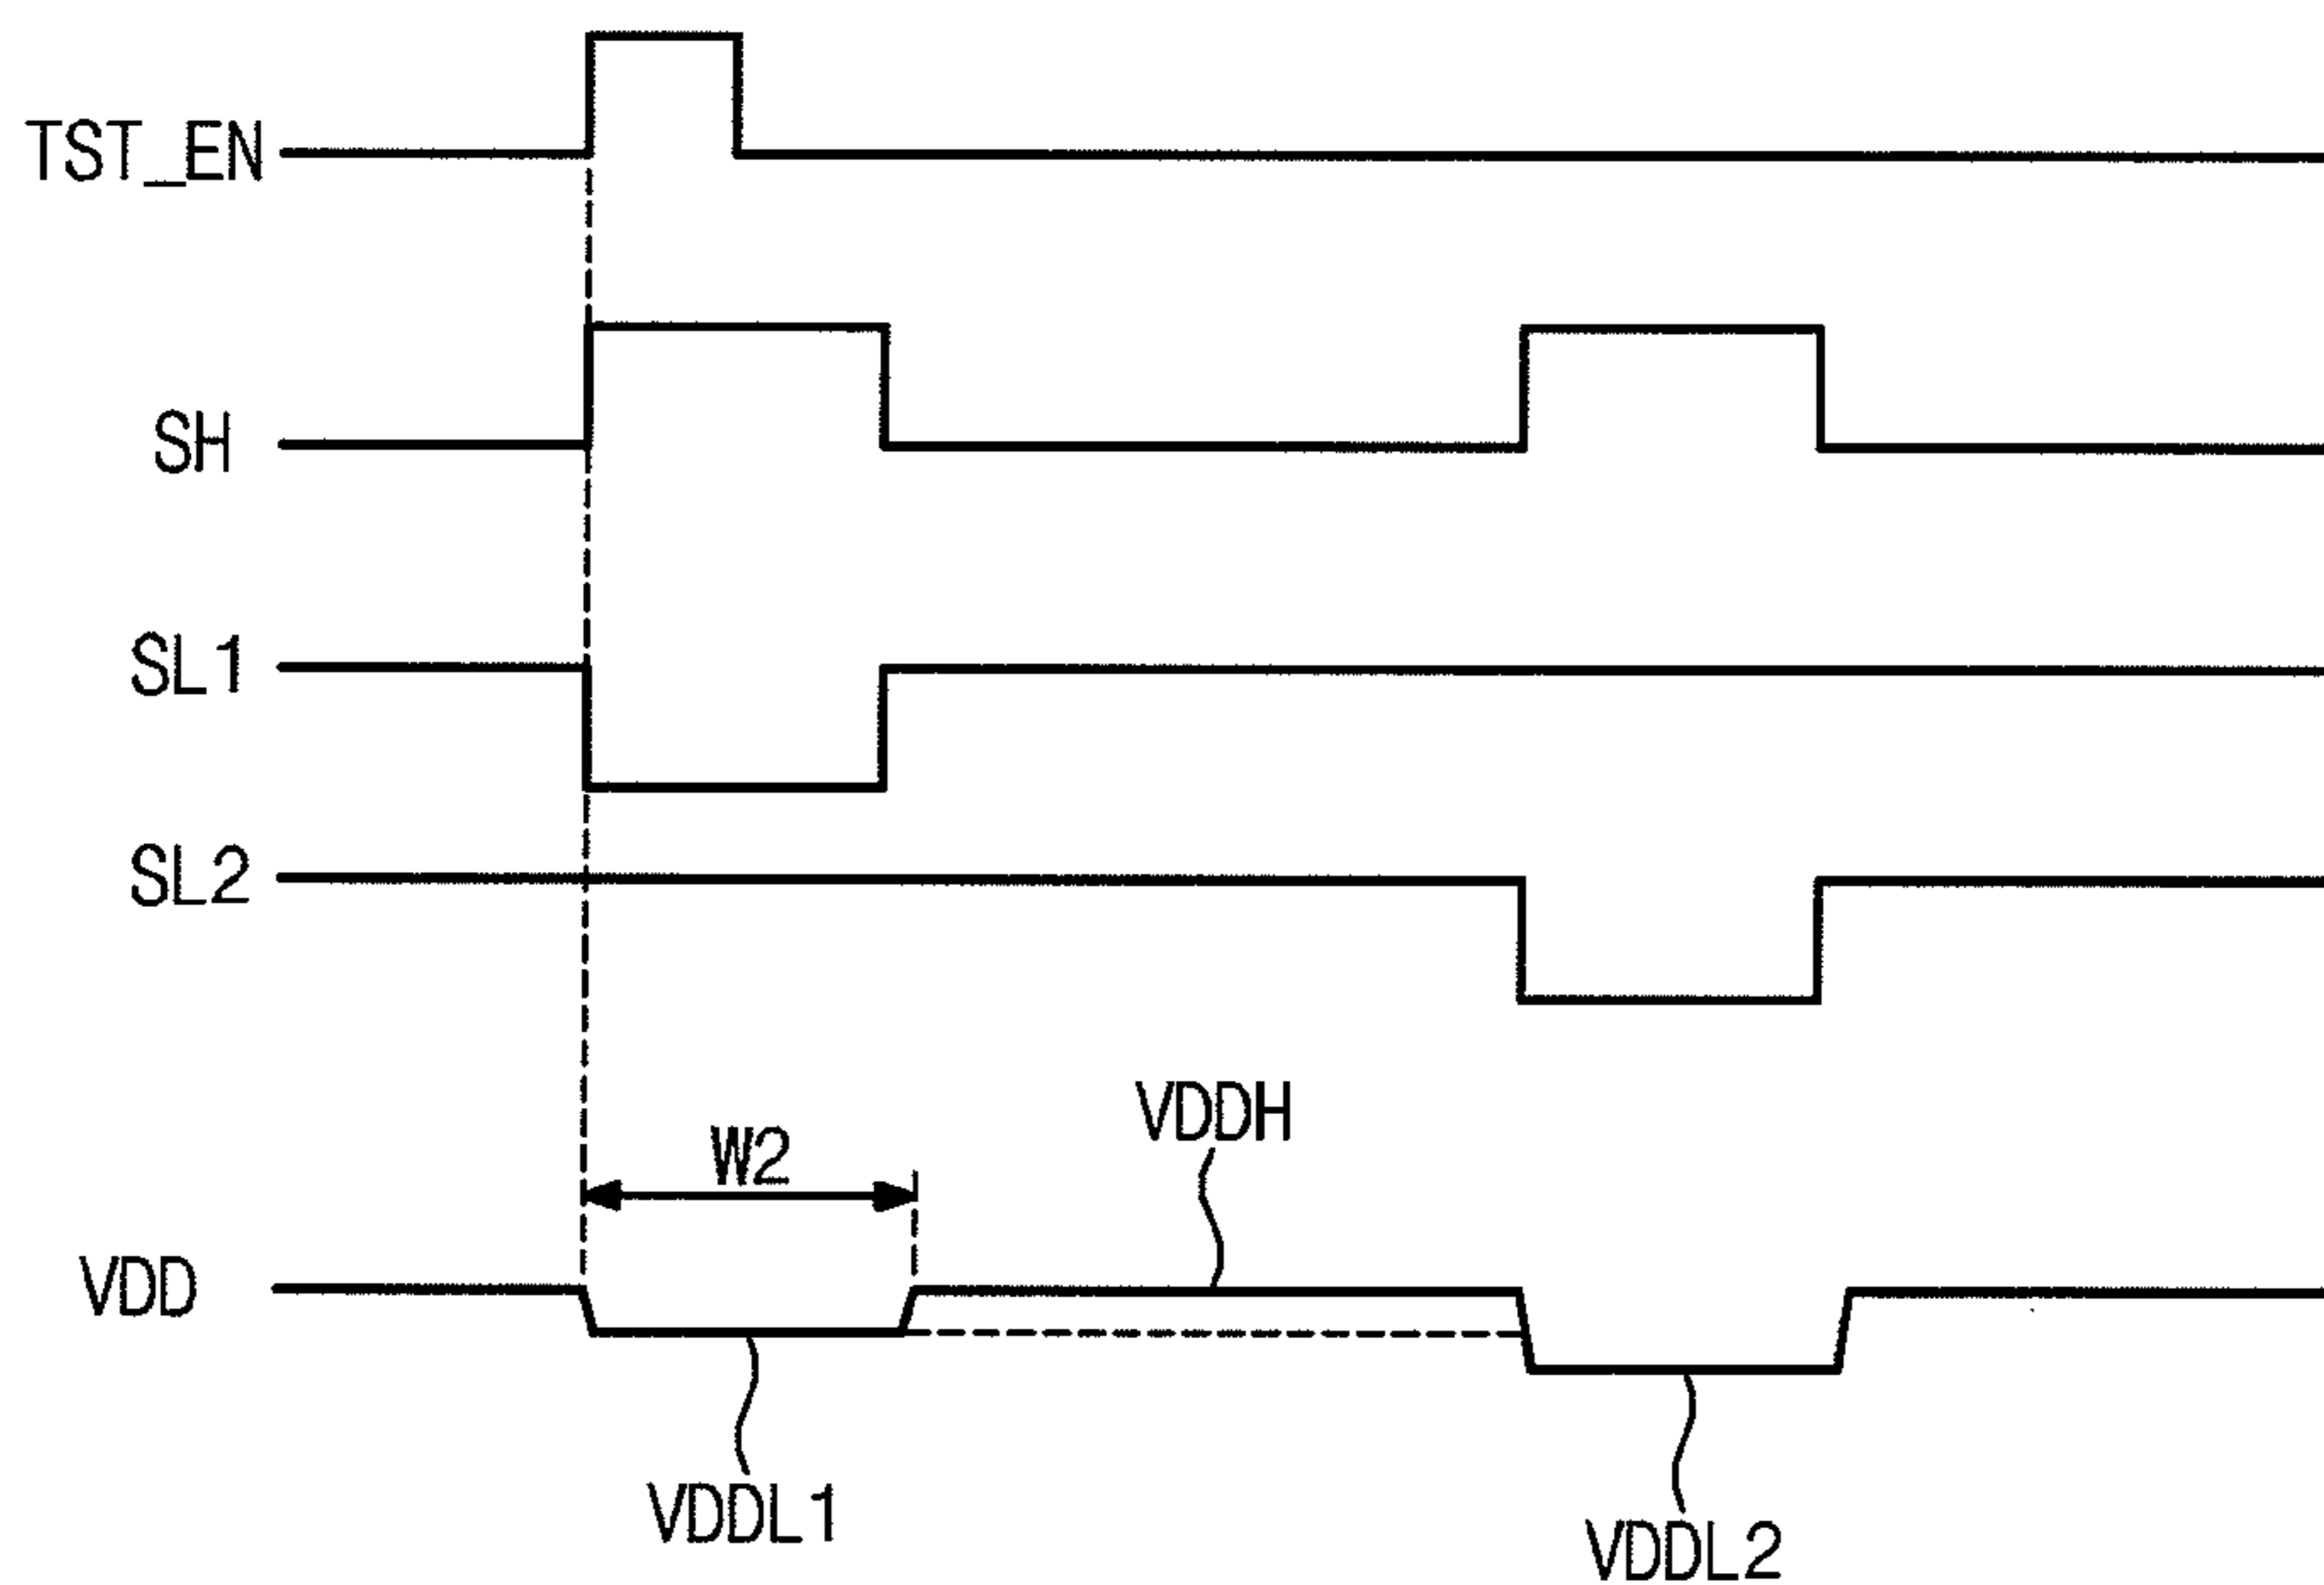 TST_EN
SH
SL1
SL2
VDDH
W2
VDD
VDDL1
VDDL2